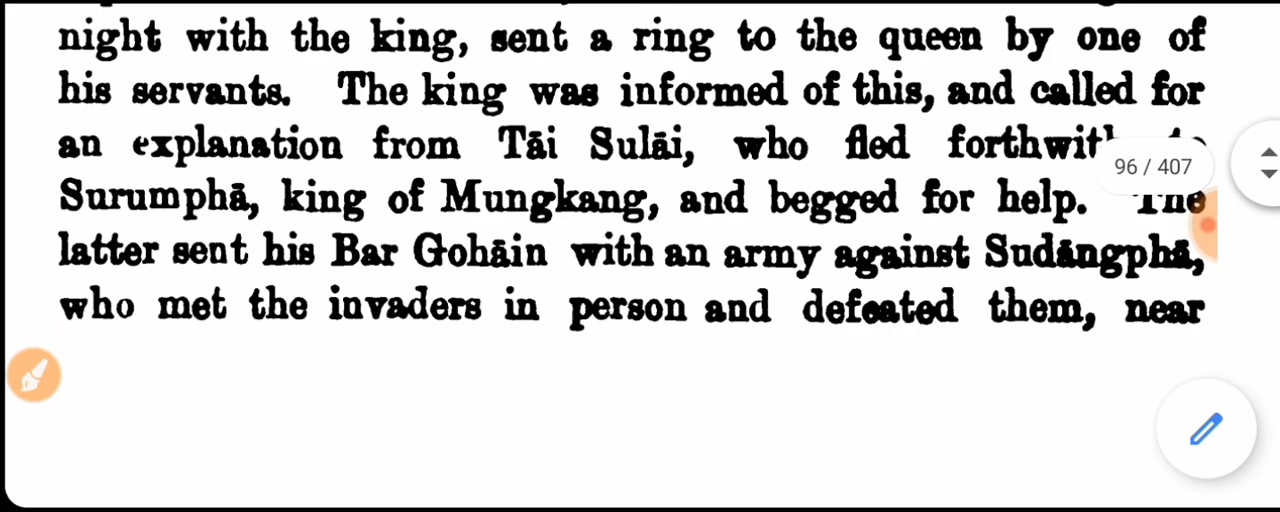 night with the king, sent a ring to the queen by one of
his servants. The king was informed of this, and called for
an explanation from Tāi Sulāi, who fled forthwith to
96 / 407
Surumphā, king of Mungkang, and begged for help. The
latter sent his Bar Gohāin with an army against Sudāngphā,
who met the invaders in person and defeated them, near